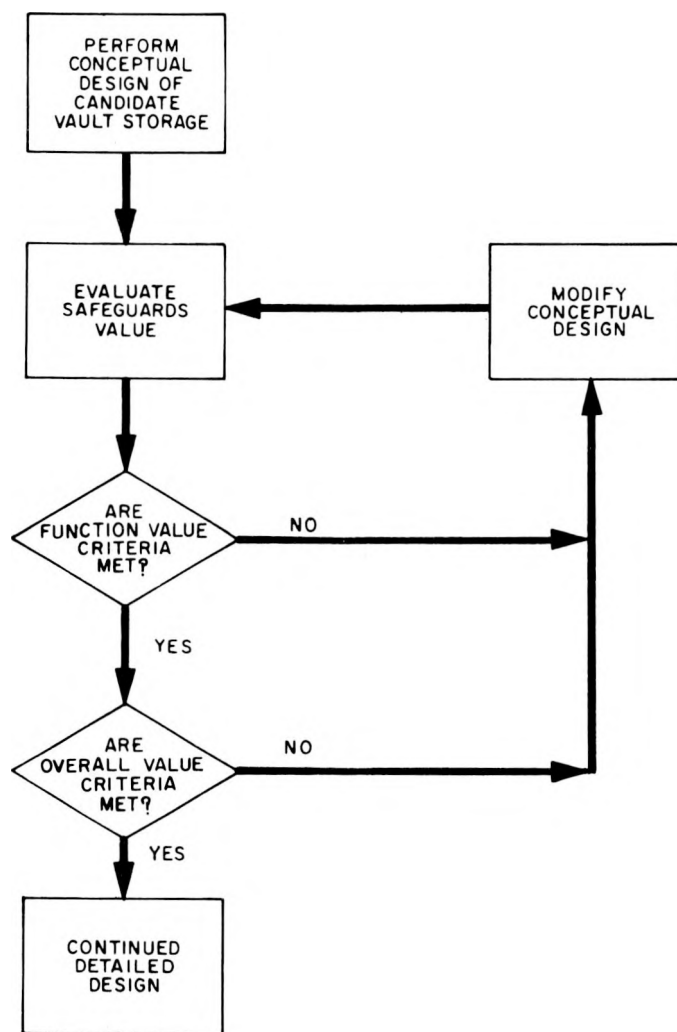 PERFORM
CONCEPTUAL
DESIGN OF
CANDIDATE
VAULT STORAGE
EVALUATE
SAFEGUARDS
VALUE
MODIFY
CONCEPTUAL
DESIGN
ARE
FUNCTION VALUE
CRITERIA
MET?
NO
YES
ARE
OVERALL VALUE
CRITERIA
MET?
NO
YES
CONTINUED
DETAILED
DESIGN